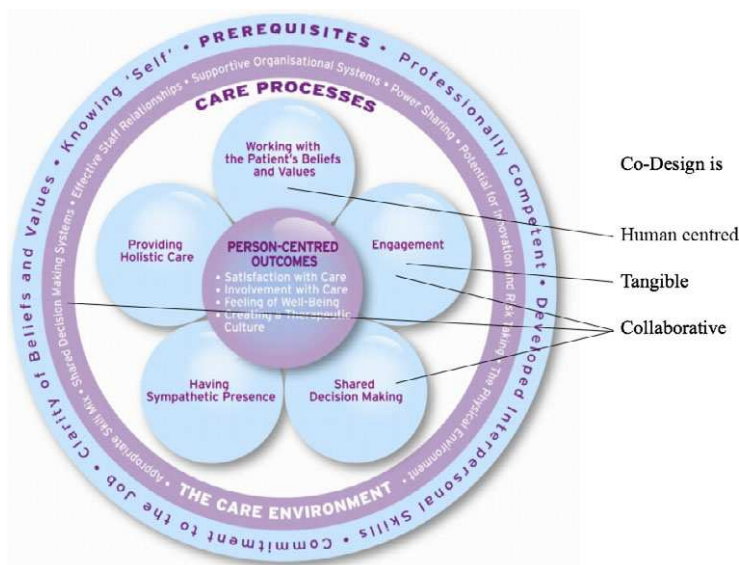 PREREQUISITES • Professionally Competent • Developed Interpersonal Skills • Commitment to the Job • Clarity of Beliefs and Values • Knowing ‘Self’ •
Supportive Organisational Systems • Power Sharing • Potential for Innovation and Risk Taking • The Physical Environment •
THE CARE ENVIRONMENT •
Appropriate Skill Mix • Shared Decision Making Systems • Effective Staff Relationships •
CARE PROCESSES
Working with
the Patient's Beliefs
and Values
Providing
Holistic Care
Engagement
PERSON-CENTRED
OUTCOMES
• Satisfaction with Care
• Involvement with Care
• Feeling of Well-Being
• Creating a Therapeutic
Culture
Having
Sympathetic Presence
Shared
Decision Making
Co-Design is
Human centred
Tangible
Collaborative